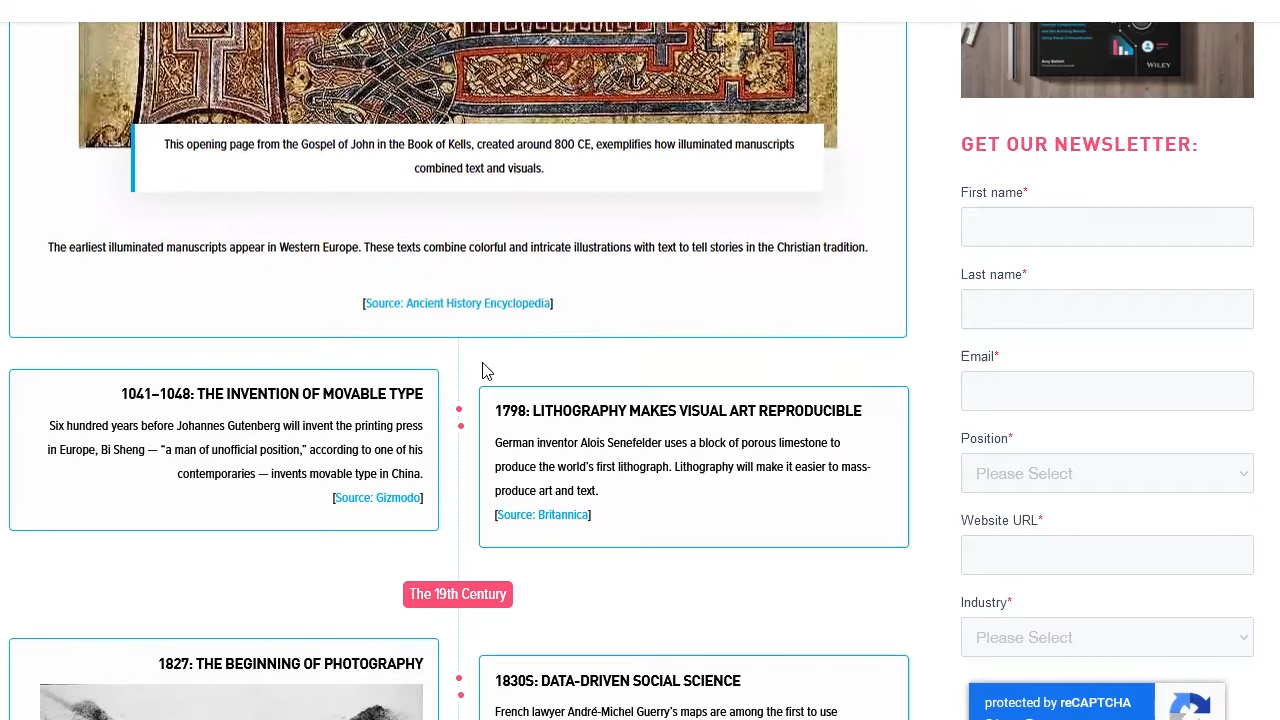 This opening page from the Gospel of John in the Book of Kells, created around 800 CE, exemplifies how illuminated manuscripts
combined text and visuals.
The earliest illuminated manuscripts appear in Western Europe. These texts combine colorful and intricate illustrations with text to tell stories in the Christian tradition.
[Source: Ancient History Encyclopedia]
1041–1048: THE INVENTION OF MOVABLE TYPE
Six hundred years before Johannes Gutenberg will invent the printing press
in Europe, Bi Sheng — “a man of unofficial position,” according to one of his
contemporaries — invents movable type in China.
[Source: Gizmodo]
1798: LITHOGRAPHY MAKES VISUAL ART REPRODUCIBLE
German inventor Alois Senefelder uses a block of porous limestone to
produce the world’s first lithograph. Lithography will make it easier to mass-
produce art and text.
[Source: Britannica]
The 19th Century
1827: THE BEGINNING OF PHOTOGRAPHY
1830S: DATA-DRIVEN SOCIAL SCIENCE
French lawyer André-Michel Guerry’s maps are among the first to use
WILEY
GET OUR NEWSLETTER:
First name*
Last name*
Email*
Position*
Please Select
Website URL*
Industry*
Please Select
protected by reCAPTCHA